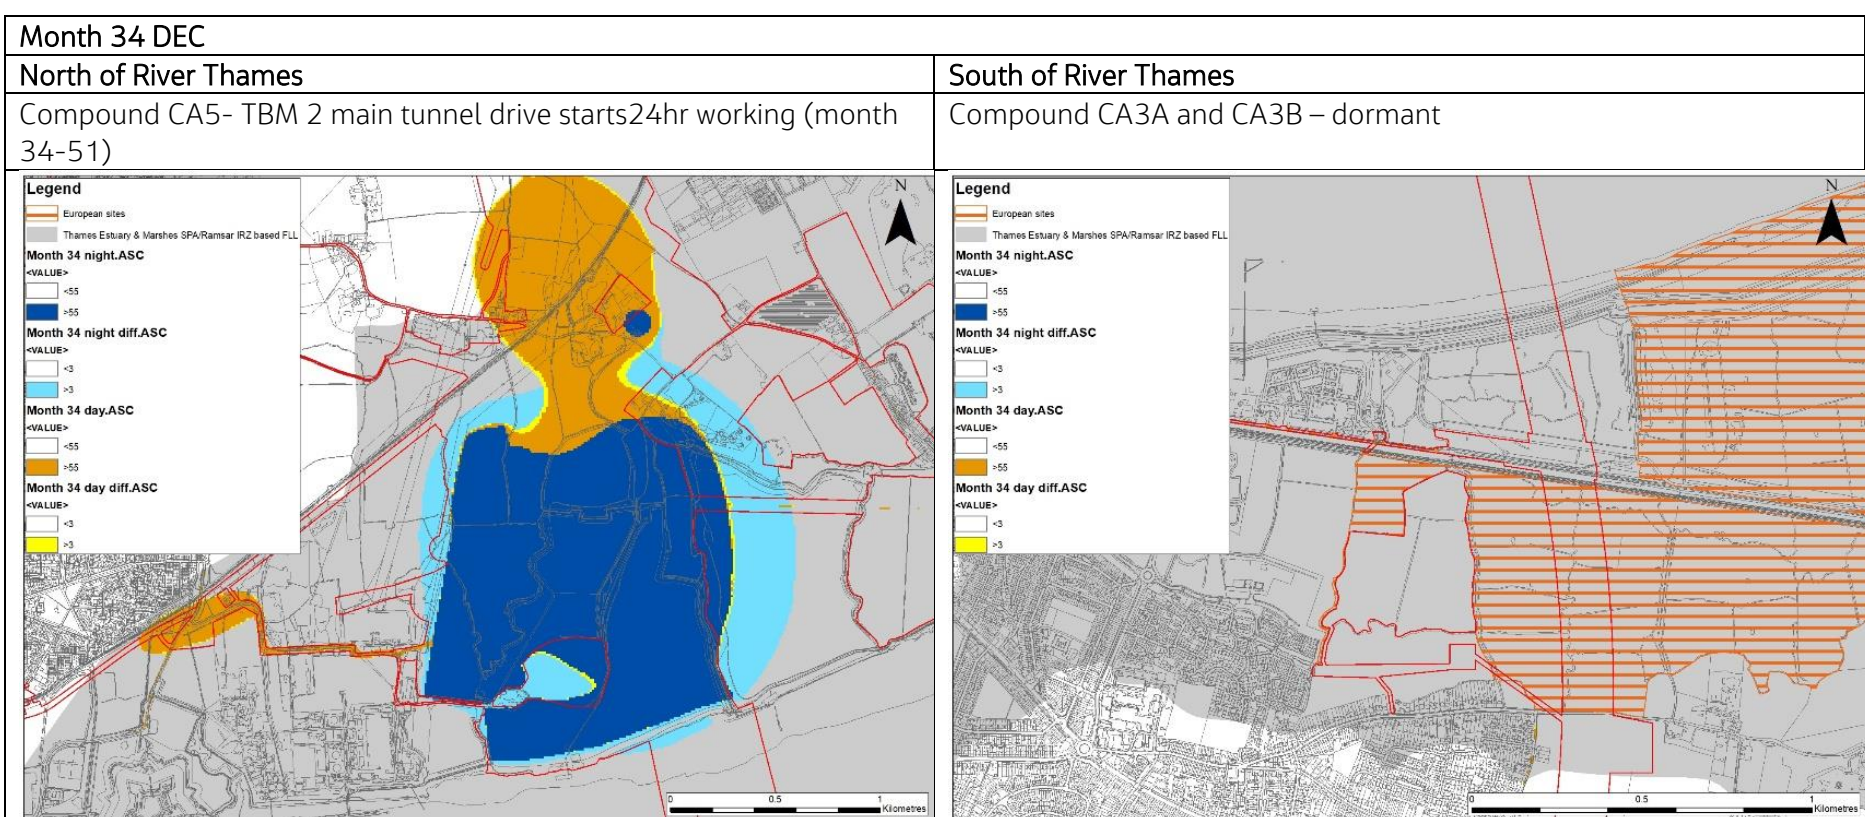 Month 34 DEC
North of River Thames
South of River Thames
Compound CA5- TBM 2 main tunnel drive starts24hr working (month
34-51)
Compound CA3A and CA3B – dormant
Legend
European sites
Thames Estuary & Marshes SPA/Ramsar IRZ based FLL
Month 34 night.ASC
<VALUE>
<55
>55
Month 34 night diff.ASC
<VALUE>
<3
>3
Month 34 day.ASC
<VALUE>
<55
>55
Month 34 day diff.ASC
<VALUE>
<3
>3
N
0 0.5 1
Kilometres
Legend
European sites
Thames Estuary & Marshes SPA/Ramsar IRZ based FLL
Month 34 night.ASC
<VALUE>
<55
>55
Month 34 night diff.ASC
<VALUE>
<3
>3
Month 34 day.ASC
<VALUE>
<55
>55
Month 34 day diff.ASC
<VALUE>
<3
>3
N
0 0.5 1
Kilometres